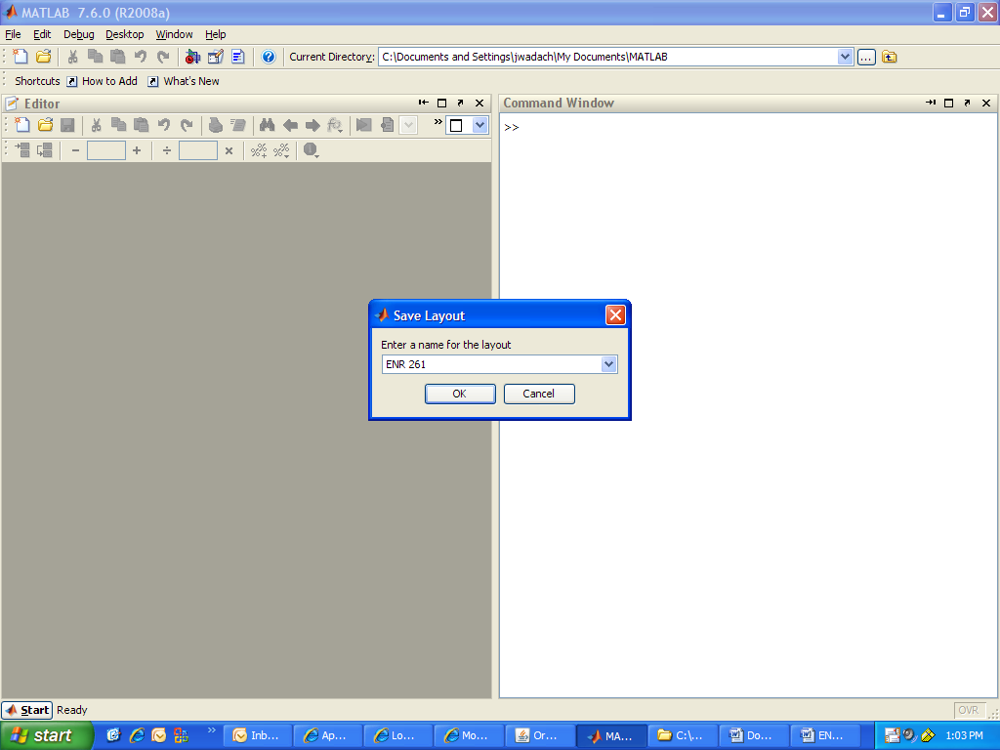 MATLAB 7.6.0 (R2008a)
File Edit Debug Desktop Window Help
Current Directory: C:\Documents and Settings\jwadach\My Documents\MATLAB ...
Shortcuts How to Add What's New
Editor
Command Window
>>
Save Layout
Enter a name for the layout
ENR 261
OK Cancel
Start Ready
OVR
start Inb... Ap... Lo... Mo... Or... MA... C:\... Do... EN... 1:03 PM